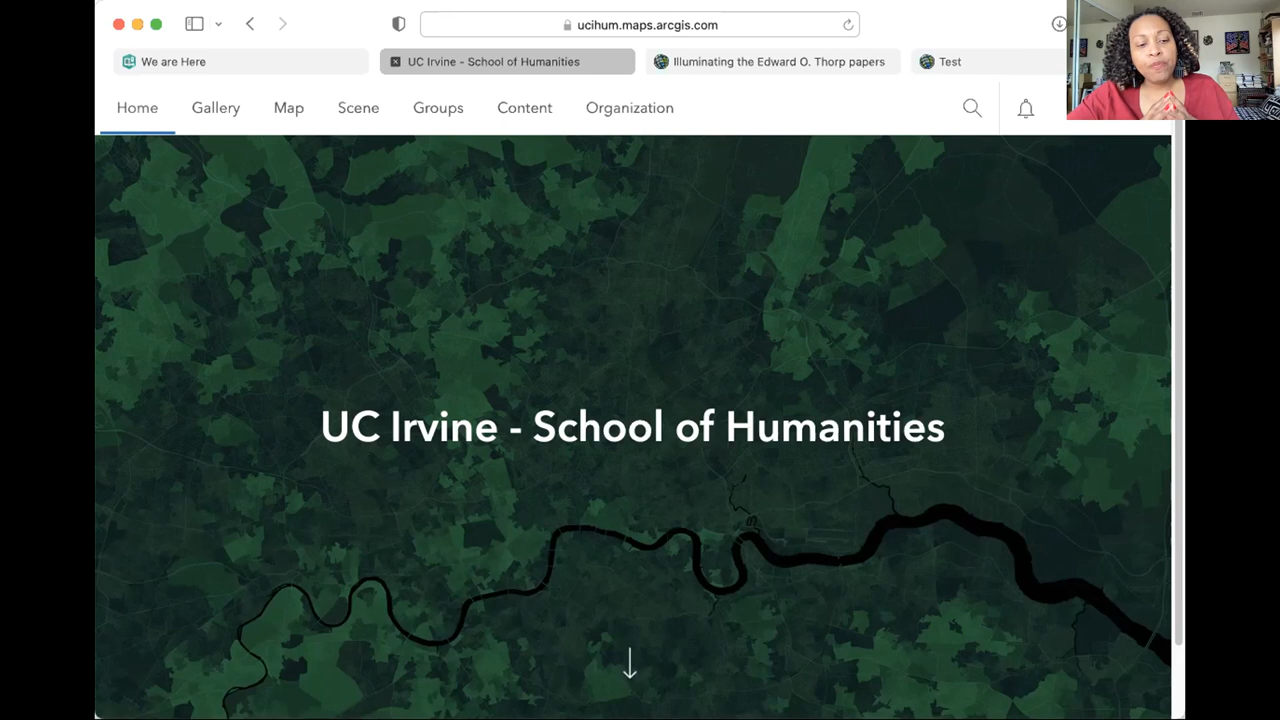 ucihum.maps.arcgis.com
We are Here
UC Irvine - School of Humanities
Illuminating the Edward O. Thorp papers
Test
Home
Gallery
Map
Scene
Groups
Content
Organization
UC Irvine - School of Humanities